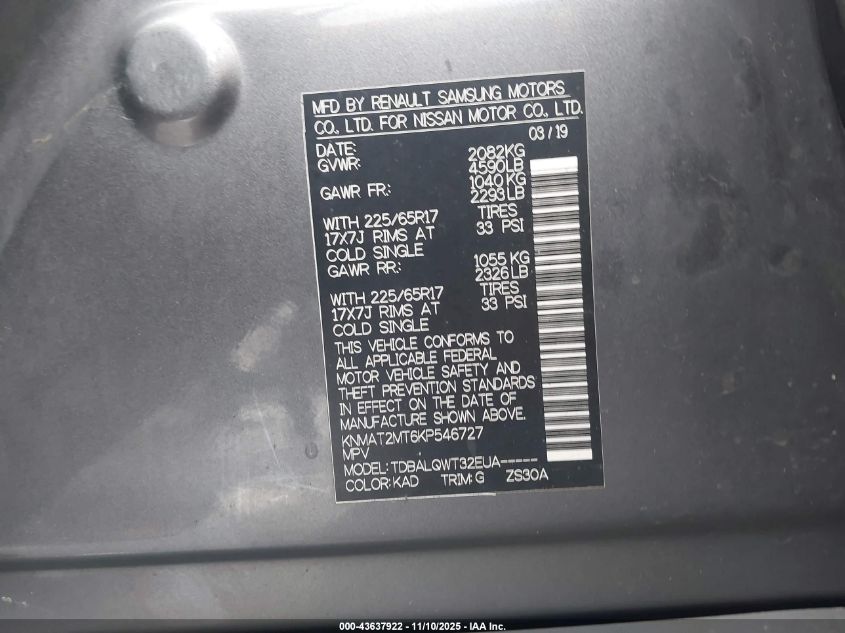 MFD BY RENAULT SAMSUNG MOTORS
CO., LTD. FOR NISSAN MOTOR CO., LTD.
DATE: 03/19
GVWR: 2082KG
4590LB
GAWR FR: 1040KG
2293LB
WITH 225/65R17 TIRES
17X7J RIMS AT 33 PSI
COLD SINGLE
GAWR RR: 1055KG
2326LB
WITH 225/65R17 TIRES
17X7J RIMS AT 33 PSI
COLD SINGLE
THIS VEHICLE CONFORMS TO
ALL APPLICABLE FEDERAL
MOTOR VEHICLE SAFETY AND
THEFT PREVENTION STANDARDS
IN EFFECT ON THE DATE OF
MANUFACTURE SHOWN ABOVE.
KNMAT2MT6KP546727
MPV
MODEL: TDBALQWT32EUA-----
COLOR: KAD TRIM: G ZS30A
000-43637922 - 11/10/2025 - IAA Inc.